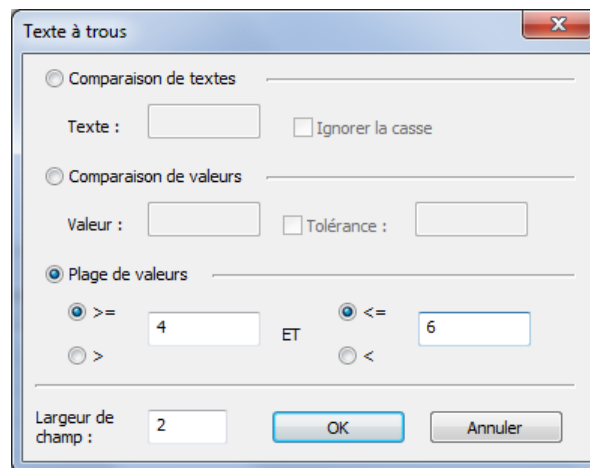 Texte à trous
Comparaison de textes
Texte : Ignorer la casse
Comparaison de valeurs
Valeur : Tolérance :
Plage de valeurs
>= 4 ET <= 6
> <
Largeur de
champ : 2 OK Annuler